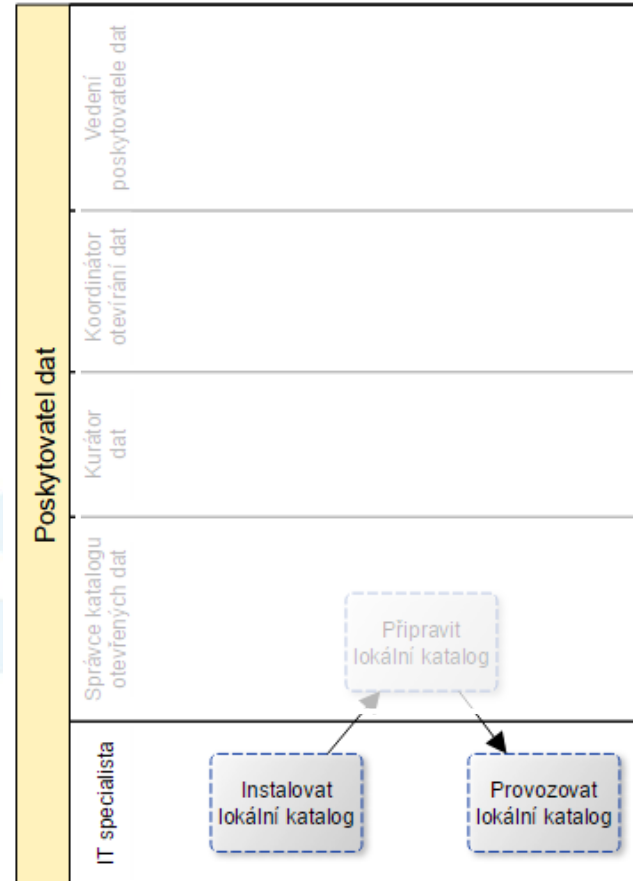 Poskytovatel dat
Vedení
poskytovatele dat
Koordinátor
otevírání dat
Kurátor
dat
Správce katalogu
otevřených dat
Připravit
lokální katalog
IT specialista
Instalovat
lokální katalog
Provozovat
lokální katalog